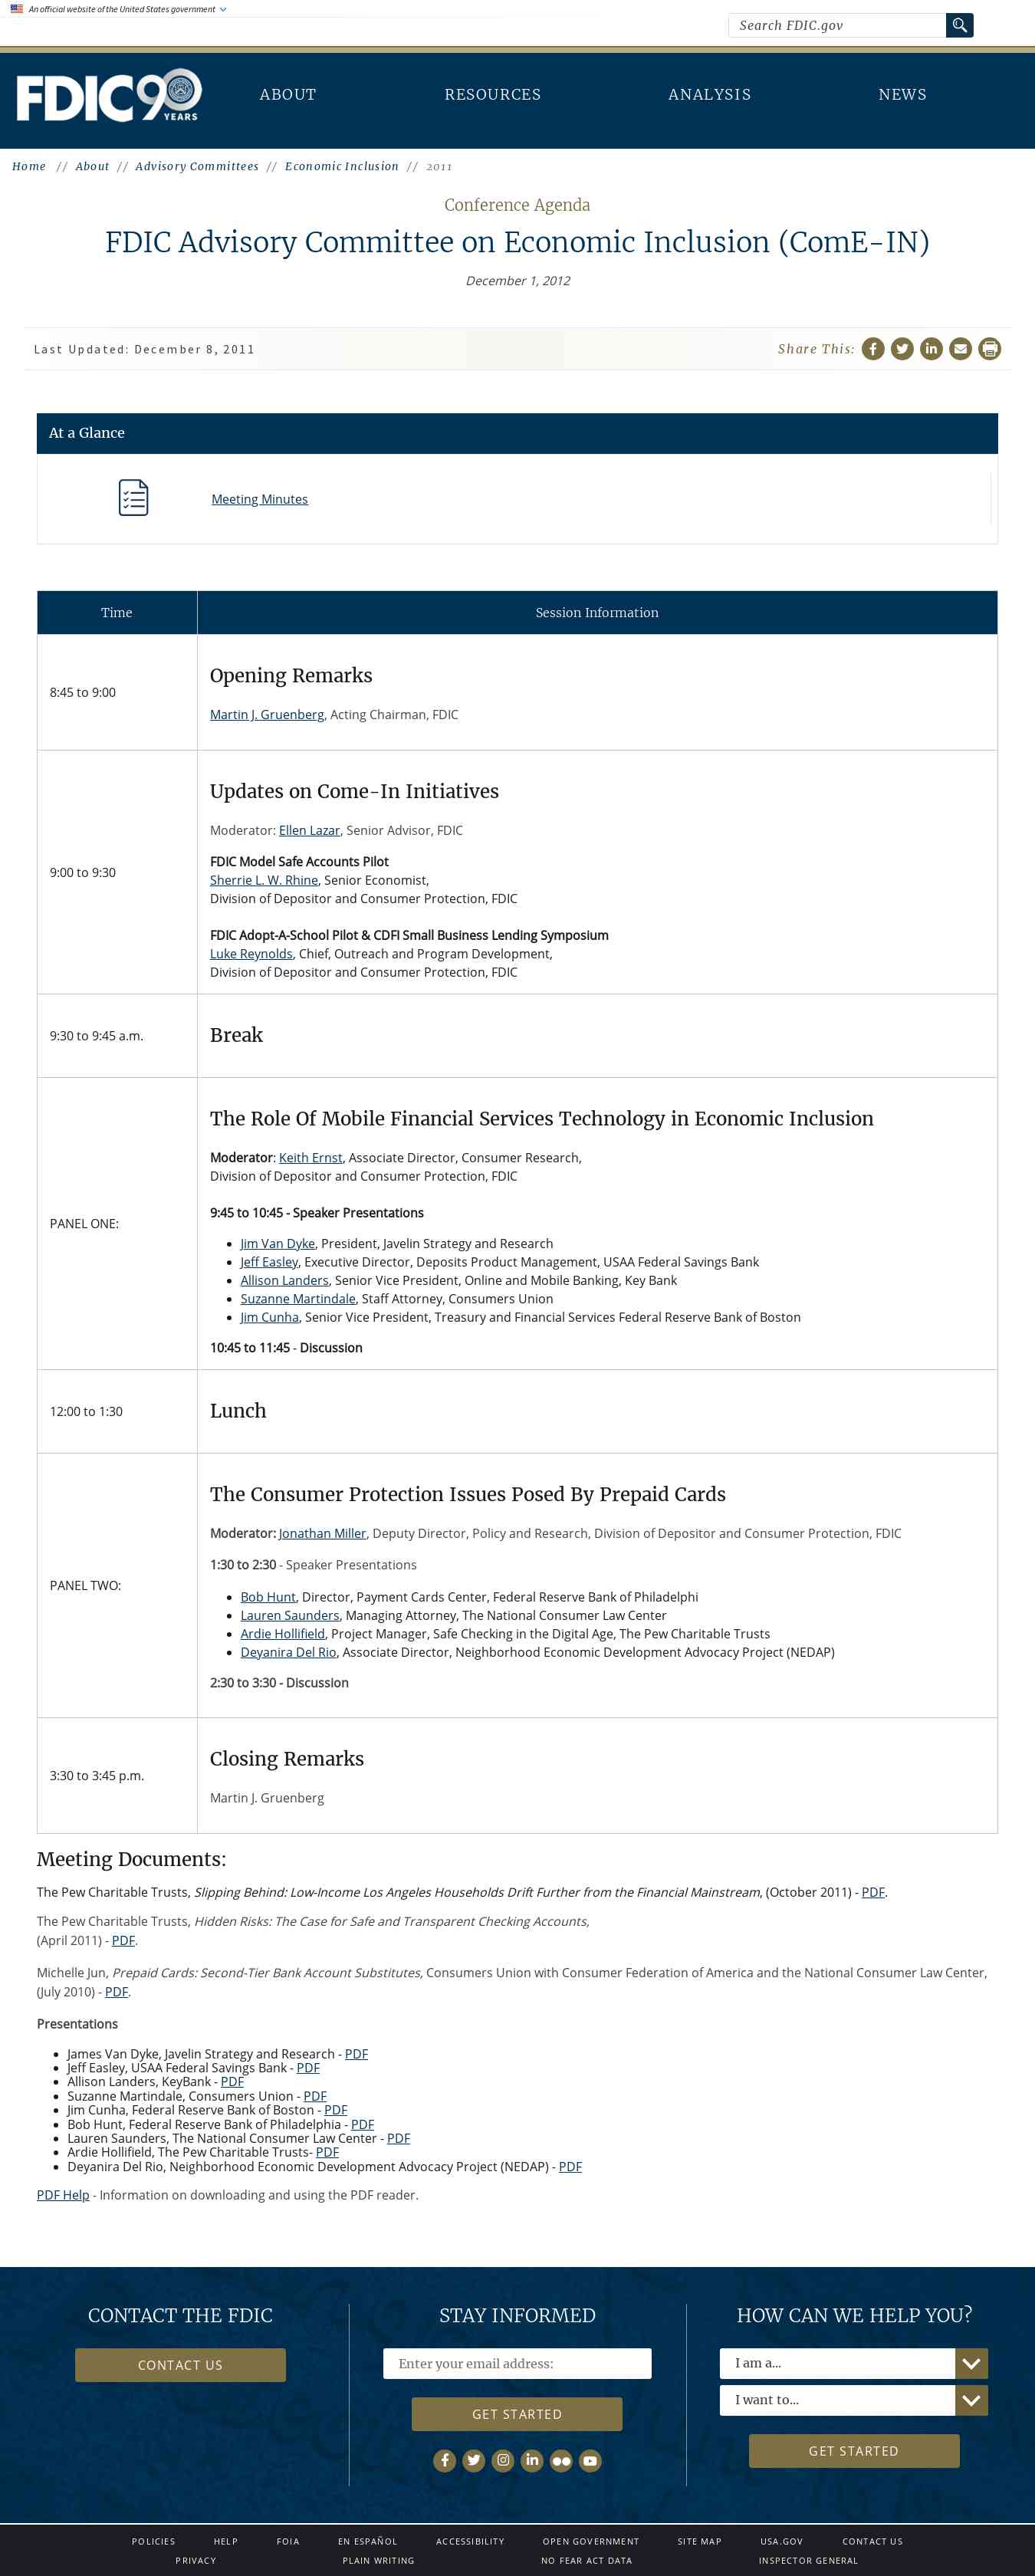 An official website of the United States government
Search FDIC.gov
FDIC 90 YEARS
ABOUT
RESOURCES
ANALYSIS
NEWS
Home // About // Advisory Committees // Economic Inclusion // 2011
Conference Agenda
FDIC Advisory Committee on Economic Inclusion (ComE-IN)
December 1, 2012
Last Updated: December 8, 2011
Share This:
At a Glance
Meeting Minutes
Time
Session Information
8:45 to 9:00
Opening Remarks
Martin J. Gruenberg, Acting Chairman, FDIC
9:00 to 9:30
Updates on Come-In Initiatives
Moderator: Ellen Lazar, Senior Advisor, FDIC
FDIC Model Safe Accounts Pilot
Sherrie L. W. Rhine, Senior Economist,
Division of Depositor and Consumer Protection, FDIC
FDIC Adopt-A-School Pilot & CDFI Small Business Lending Symposium
Luke Reynolds, Chief, Outreach and Program Development,
Division of Depositor and Consumer Protection, FDIC
9:30 to 9:45 a.m.
Break
PANEL ONE:
The Role Of Mobile Financial Services Technology in Economic Inclusion
Moderator: Keith Ernst, Associate Director, Consumer Research,
Division of Depositor and Consumer Protection, FDIC
9:45 to 10:45 - Speaker Presentations
Jim Van Dyke, President, Javelin Strategy and Research
Jeff Easley, Executive Director, Deposits Product Management, USAA Federal Savings Bank
Allison Landers, Senior Vice President, Online and Mobile Banking, Key Bank
Suzanne Martindale, Staff Attorney, Consumers Union
Jim Cunha, Senior Vice President, Treasury and Financial Services Federal Reserve Bank of Boston
10:45 to 11:45 - Discussion
12:00 to 1:30
Lunch
PANEL TWO:
The Consumer Protection Issues Posed By Prepaid Cards
Moderator: Jonathan Miller, Deputy Director, Policy and Research, Division of Depositor and Consumer Protection, FDIC
1:30 to 2:30 - Speaker Presentations
Bob Hunt, Director, Payment Cards Center, Federal Reserve Bank of Philadelphi
Lauren Saunders, Managing Attorney, The National Consumer Law Center
Ardie Hollifield, Project Manager, Safe Checking in the Digital Age, The Pew Charitable Trusts
Deyanira Del Rio, Associate Director, Neighborhood Economic Development Advocacy Project (NEDAP)
2:30 to 3:30 - Discussion
3:30 to 3:45 p.m.
Closing Remarks
Martin J. Gruenberg
Meeting Documents:
The Pew Charitable Trusts, Slipping Behind: Low-Income Los Angeles Households Drift Further from the Financial Mainstream, (October 2011) - PDF.
The Pew Charitable Trusts, Hidden Risks: The Case for Safe and Transparent Checking Accounts,
(April 2011) - PDF.
Michelle Jun, Prepaid Cards: Second-Tier Bank Account Substitutes, Consumers Union with Consumer Federation of America and the National Consumer Law Center,
(July 2010) - PDF.
Presentations
James Van Dyke, Javelin Strategy and Research - PDF
Jeff Easley, USAA Federal Savings Bank - PDF
Allison Landers, KeyBank - PDF
Suzanne Martindale, Consumers Union - PDF
Jim Cunha, Federal Reserve Bank of Boston - PDF
Bob Hunt, Federal Reserve Bank of Philadelphia - PDF
Lauren Saunders, The National Consumer Law Center - PDF
Ardie Hollifield, The Pew Charitable Trusts- PDF
Deyanira Del Rio, Neighborhood Economic Development Advocacy Project (NEDAP) - PDF
PDF Help - Information on downloading and using the PDF reader.
CONTACT THE FDIC
CONTACT US
STAY INFORMED
Enter your email address:
GET STARTED
HOW CAN WE HELP YOU?
I am a...
I want to...
GET STARTED
POLICIES HELP FOIA EN ESPAÑOL ACCESSIBILITY OPEN GOVERNMENT SITE MAP USA.GOV CONTACT US
PRIVACY PLAIN WRITING NO FEAR ACT DATA INSPECTOR GENERAL